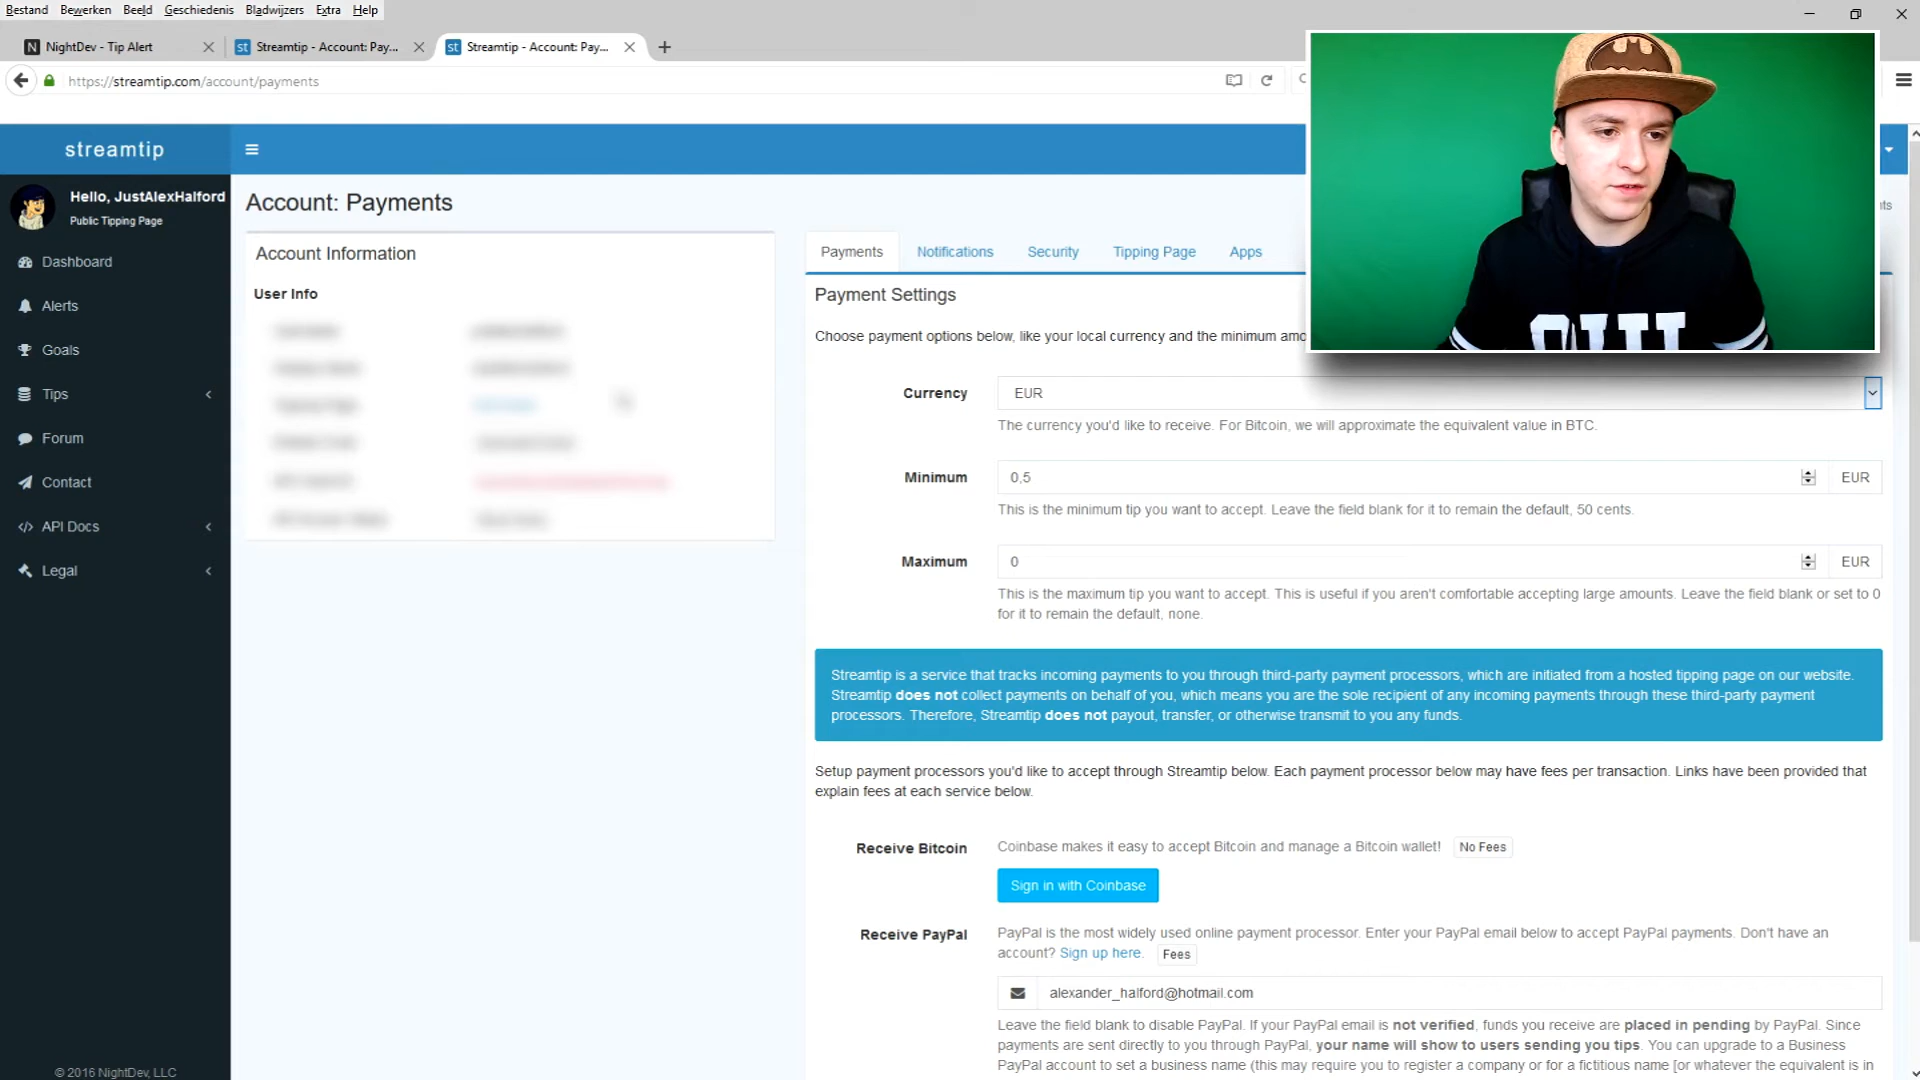 Bestand Bewerken Beeld Geschiedenis Bladwijzers Extra Help
NightDev - Tip Alert
Streamtip - Account: Pay...
Streamtip - Account: Pay...
https://streamtip.com/account/payments
streamtip
Hello, JustAlexHalford
Public Tipping Page
Dashboard
Alerts
Goals
Tips
Forum
Contact
API Docs
Legal
© 2016 NightDev, LLC
Account: Payments
Account Information
User Info
Payments Notifications Security Tipping Page Apps
Payment Settings
Choose payment options below, like your local currency and the minimum amo
Currency
EUR
The currency you'd like to receive. For Bitcoin, we will approximate the equivalent value in BTC.
Minimum
0,5
EUR
This is the minimum tip you want to accept. Leave the field blank for it to remain the default, 50 cents.
Maximum
0
EUR
This is the maximum tip you want to accept. This is useful if you aren't comfortable accepting large amounts. Leave the field blank or set to 0
for it to remain the default, none.
Streamtip is a service that tracks incoming payments to you through third-party payment processors, which are initiated from a hosted tipping page on our website.
Streamtip does not collect payments on behalf of you, which means you are the sole recipient of any incoming payments through these third-party payment
processors. Therefore, Streamtip does not payout, transfer, or otherwise transmit to you any funds.
Setup payment processors you'd like to accept through Streamtip below. Each payment processor below may have fees per transaction. Links have been provided that
explain fees at each service below.
Receive Bitcoin
Coinbase makes it easy to accept Bitcoin and manage a Bitcoin wallet! No Fees
Sign in with Coinbase
Receive PayPal
PayPal is the most widely used online payment processor. Enter your PayPal email below to accept PayPal payments. Don't have an
account? Sign up here. Fees
alexander_halford@hotmail.com
Leave the field blank to disable PayPal. If your PayPal email is not verified, funds you receive are placed in pending by PayPal. Since
payments are sent directly to you through PayPal, your name will show to users sending you tips. You can upgrade to a Business
PayPal account to set a business name (this may require you to register a company or for a fictitious name [or whatever the equivalent is in